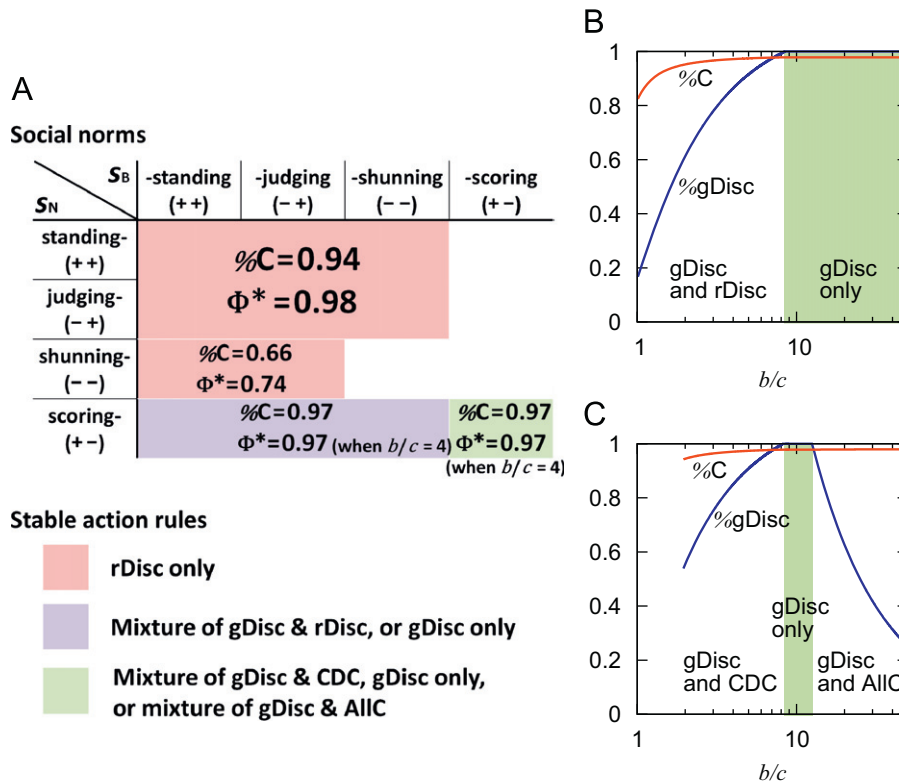 A
Social norms
S_B
S_N
-standing
(+ +)
-judging
(− +)
-shunning
(− −)
-scoring
(+ −)
standing-
(+ +)
judging-
(− +)
%C = 0.94
Φ* = 0.98
shunning-
(− −)
%C = 0.66
Φ* = 0.74
scoring-
(+ −)
%C = 0.97
Φ* = 0.97 (when b/c = 4)
%C = 0.97
Φ* = 0.97
(when b/c = 4)
Stable action rules
rDisc only
Mixture of gDisc & rDisc, or gDisc only
Mixture of gDisc & CDC, gDisc only,
or mixture of gDisc & AllC
B
1
0.8
0.6
0.4
0.2
0
%C
%gDisc
gDisc
and rDisc
gDisc
only
1
10
b/c
C
1
0.8
0.6
0.4
0.2
0
%C
%gDisc
gDisc
only
gDisc
and CDC
gDisc
and AllC
1
10
b/c